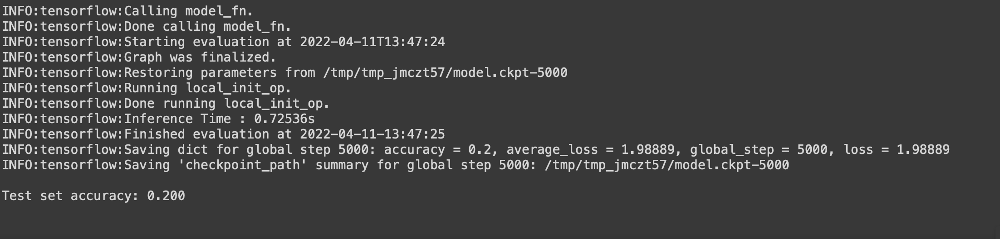 INFO:tensorflow:Calling model_fn.
INFO:tensorflow:Done calling model_fn.
INFO:tensorflow:Starting evaluation at 2022-04-11T13:47:24
INFO:tensorflow:Graph was finalized.
INFO:tensorflow:Restoring parameters from /tmp/tmp_jmczt57/model.ckpt-5000
INFO:tensorflow:Running local_init_op.
INFO:tensorflow:Done running local_init_op.
INFO:tensorflow:Inference Time : 0.72536s
INFO:tensorflow:Finished evaluation at 2022-04-11-13:47:25
INFO:tensorflow:Saving dict for global step 5000: accuracy = 0.2, average_loss = 1.98889, global_step = 5000, loss = 1.98889
INFO:tensorflow:Saving 'checkpoint_path' summary for global step 5000: /tmp/tmp_jmczt57/model.ckpt-5000
Test set accuracy: 0.200